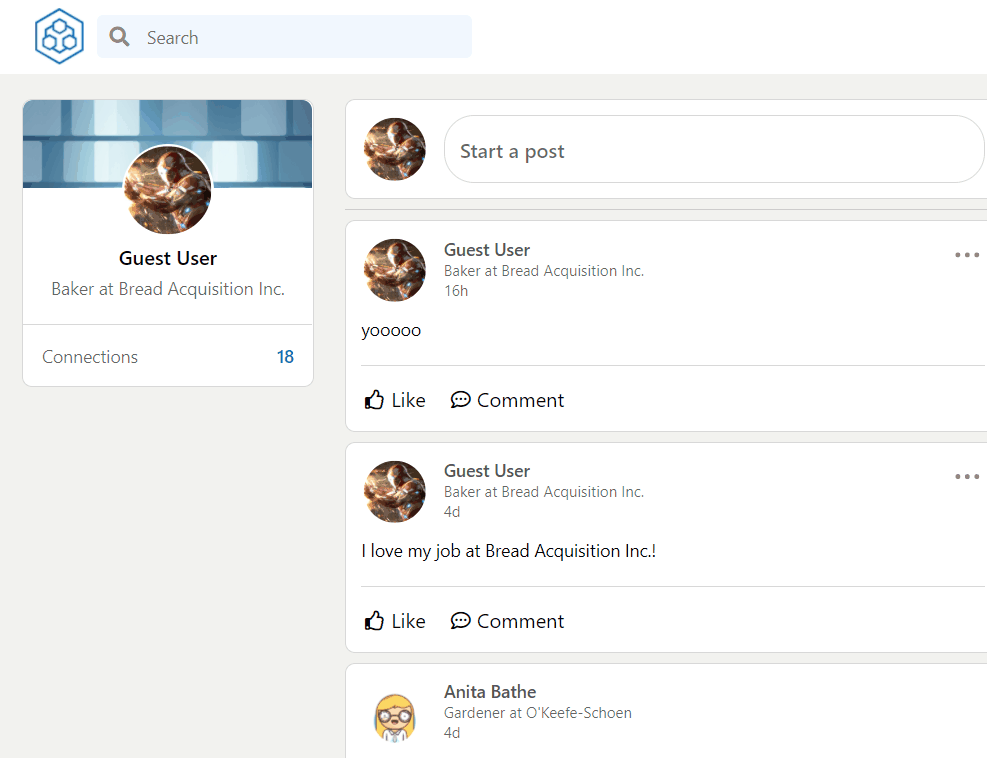 Search
Guest User
Baker at Bread Acquisition Inc.
Connections 18
Start a post
Guest User
Baker at Bread Acquisition Inc.
16h
yooooo
Like Comment
Guest User
Baker at Bread Acquisition Inc.
4d
I love my job at Bread Acquisition Inc.!
Like Comment
Anita Bathe
Gardener at O'Keefe-Schoen
4d